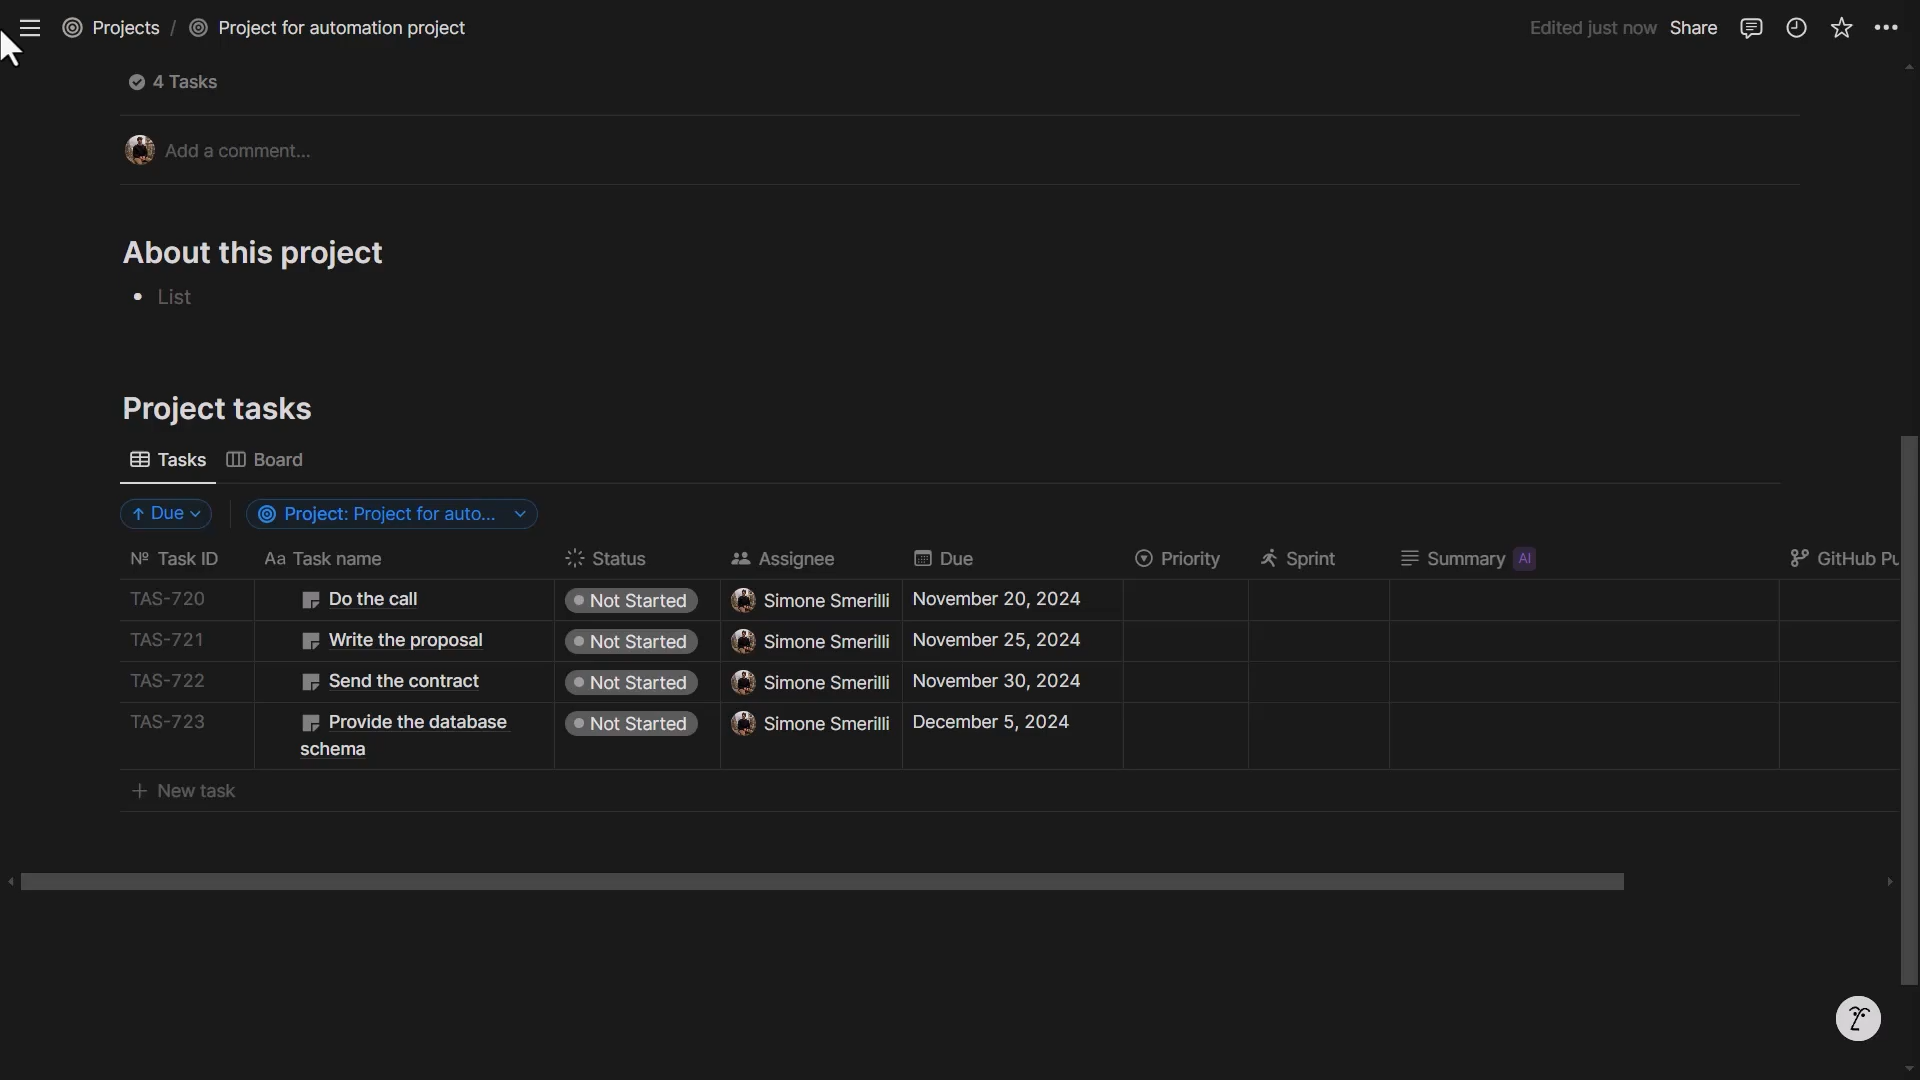 Projects / Project for automation project
Edited just now Share
4 Tasks
Add a comment...
About this project
• List
Project tasks
Tasks Board
↑ Due Project: Project for auto...
Nº Task ID Aa Task name Status Assignee Due Priority Sprint Summary AI GitHub Pu
TAS-720 Do the call Not Started Simone Smerilli November 20, 2024
TAS-721 Write the proposal Not Started Simone Smerilli November 25, 2024
TAS-722 Send the contract Not Started Simone Smerilli November 30, 2024
TAS-723 Provide the database Not Started Simone Smerilli December 5, 2024
schema
+ New task